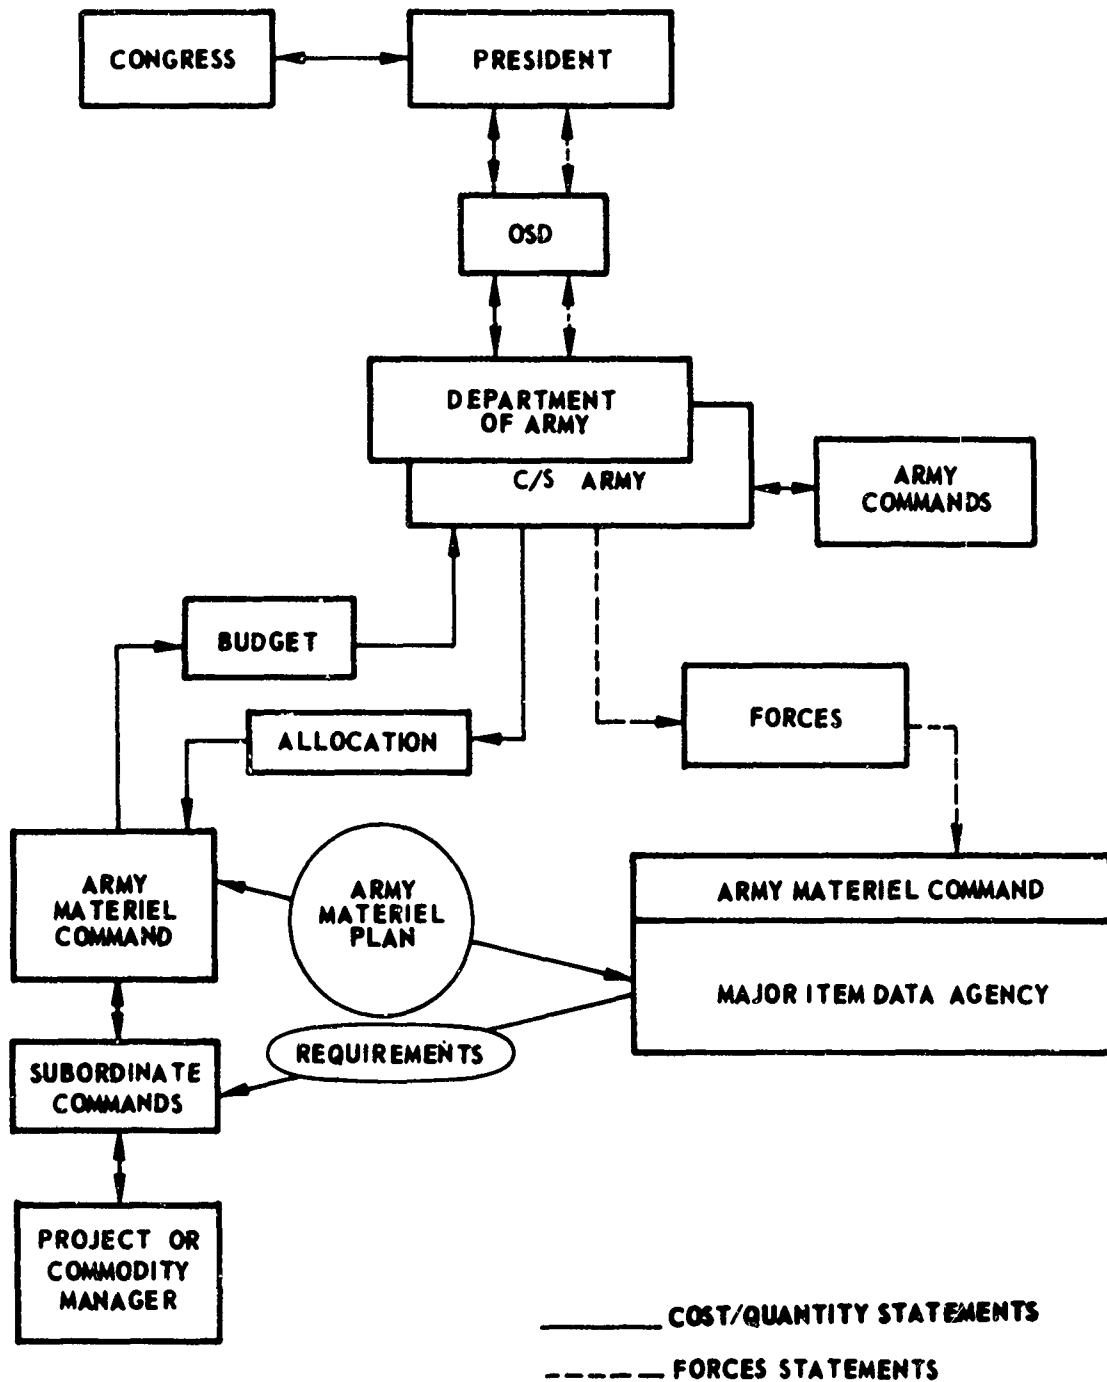 CONGRESS
PRESIDENT
OSD
DEPARTMENT
OF ARMY
C/S ARMY
ARMY
COMMANDS
BUDGET
FORCES
ALLOCATION
ARMY
MATERIEL
COMMAND
ARMY
MATERIEL
PLAN
ARMY MATERIEL COMMAND
MAJOR ITEM DATA AGENCY
REQUIREMENTS
SUBORDINATE
COMMANDS
PROJECT OR
COMMODITY
MANAGER
COST/QUANTITY STATEMENTS
FORCES STATEMENTS